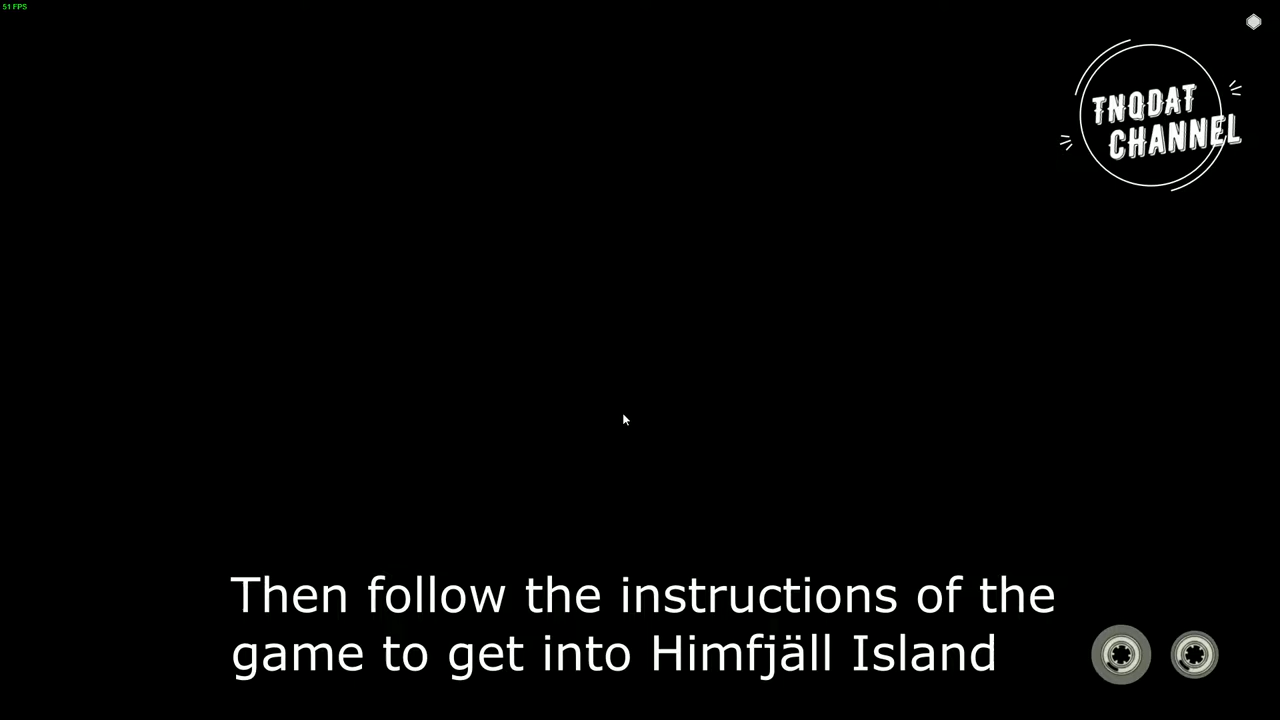 51 FPS
TNQDAT
CHANNEL
Then follow the instructions of the
game to get into Himfjäll Island